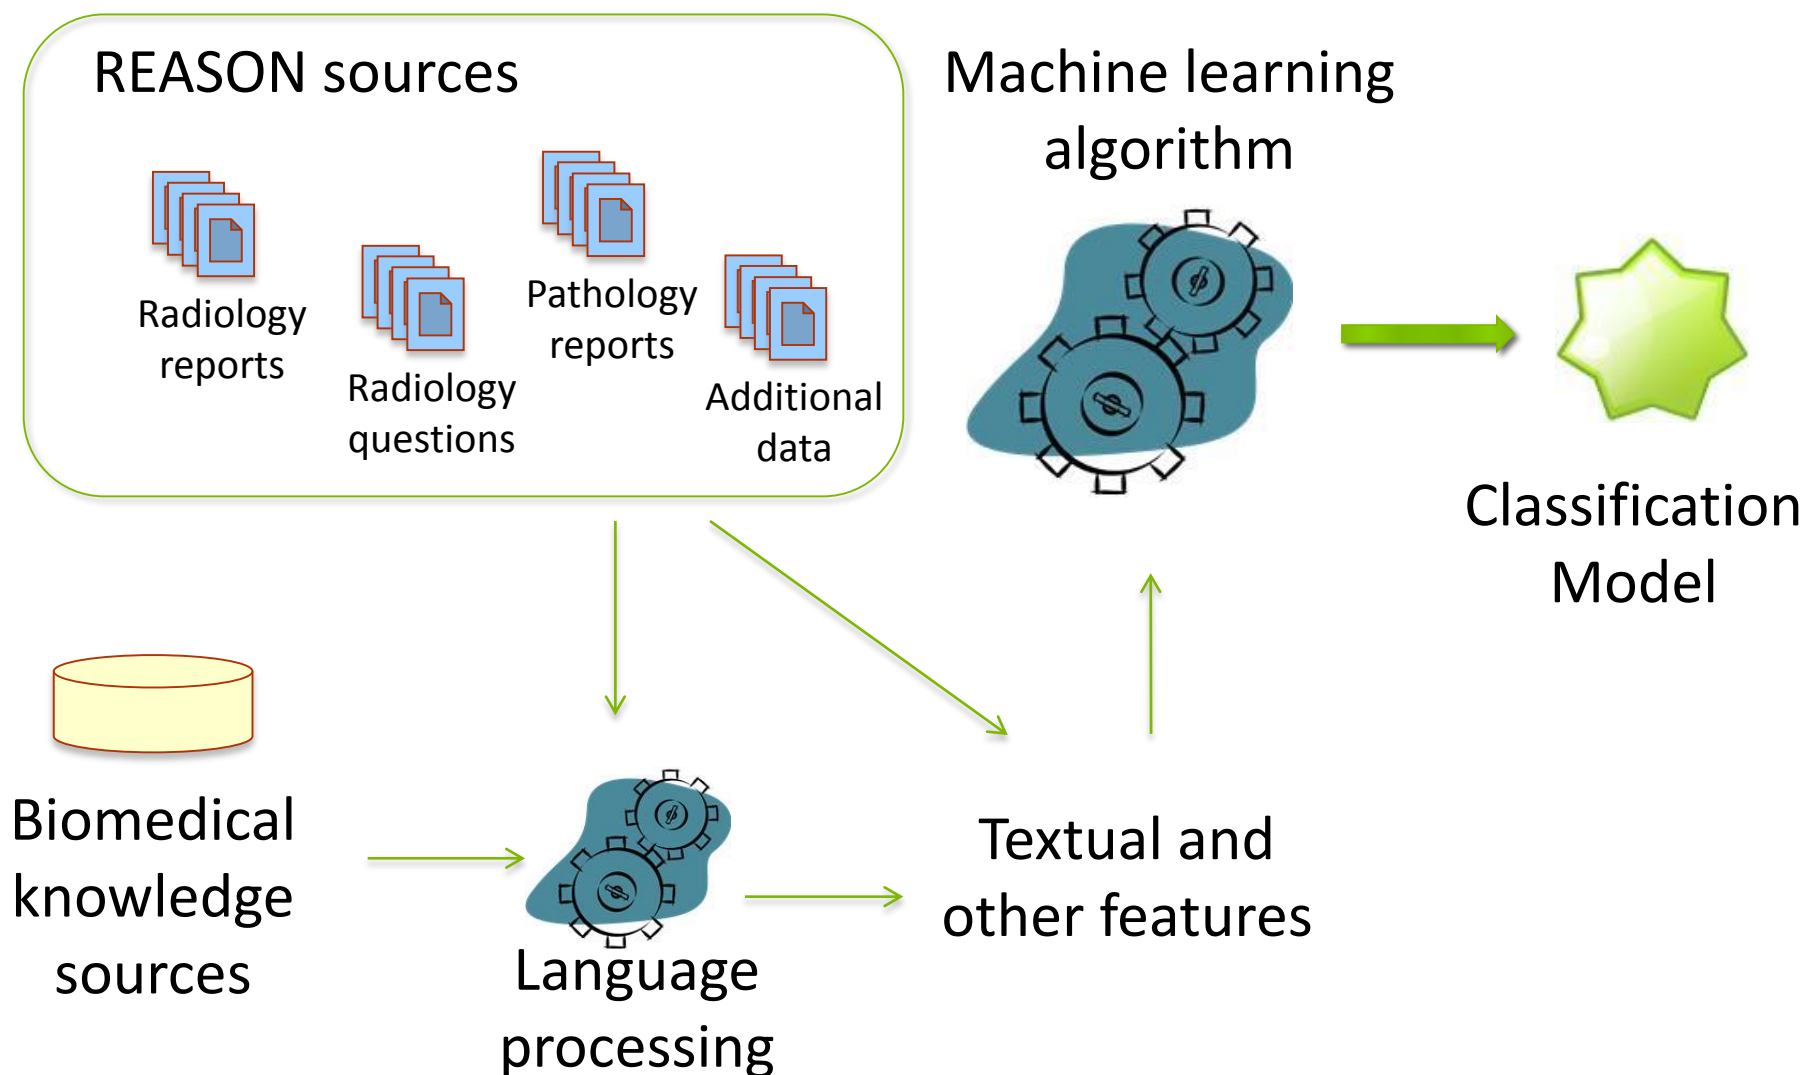 REASON sources
Radiology
reports
Radiology
questions
Pathology
reports
Additional
data
Machine learning
algorithm
Classification
Model
Biomedical
knowledge
sources
Language
processing
Textual and
other features